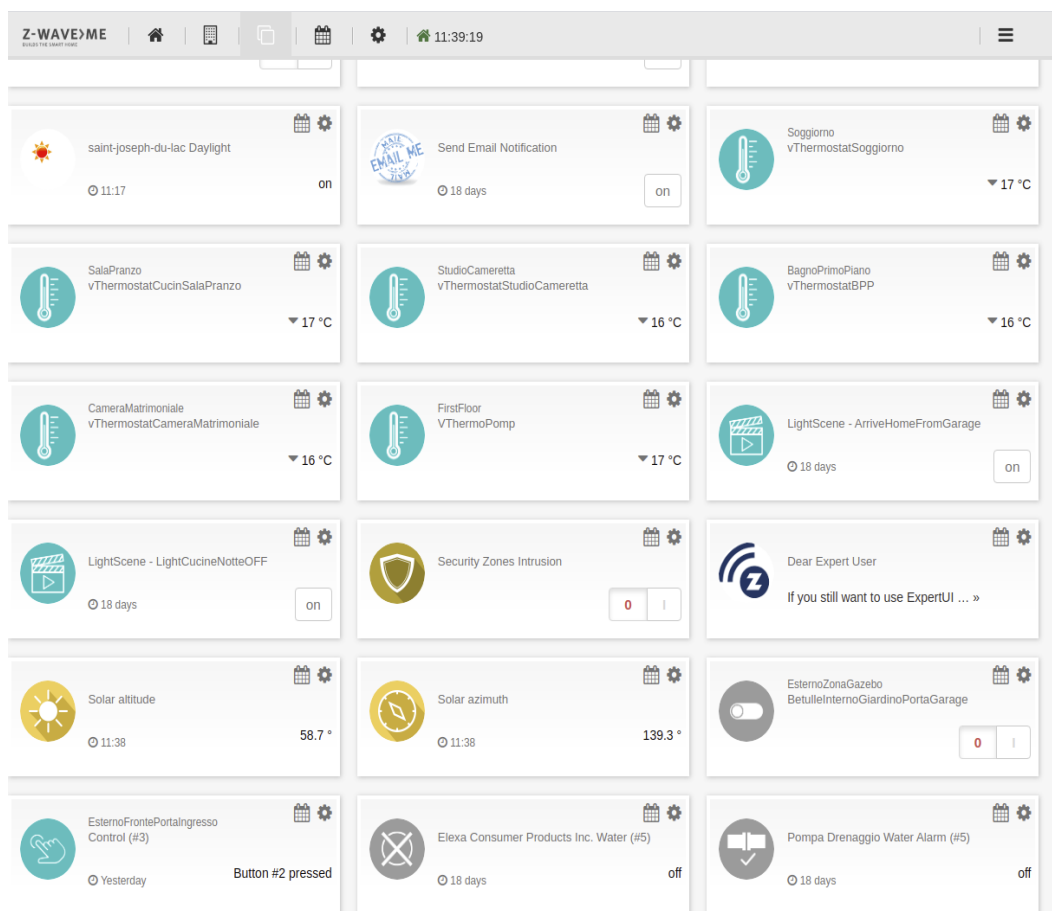 Z-WAVE>ME
BUILDS THE SMART HOME
11:39:19
saint-joseph-du-lac Daylight
11:17
on
MAIL
EMAIL ME
MAIL
Send Email Notification
18 days
on
Soggiorno
vThermostatSoggiorno
17 °C
SalaPranzo
vThermostatCucinSalaPranzo
17 °C
StudioCameretta
vThermostatStudioCameretta
16 °C
BagnoPrimoPiano
vThermostatBPP
16 °C
CameraMatrimoniale
vThermostatCameraMatrimoniale
16 °C
FirstFloor
VThermoPomp
17 °C
LightScene - ArriveHomeFromGarage
18 days
on
LightScene - LightCucineNotteOFF
18 days
on
Security Zones Intrusion
0 I
Z
Dear Expert User
If you still want to use ExpertUI ... »
Solar altitude
11:38
58.7 °
Solar azimuth
11:38
139.3 °
EsternoZonaGazebo
BetulleInternoGiardinoPortaGarage
0 I
EsternoFrontePortaIngresso
Control (#3)
Yesterday
Button #2 pressed
Elexa Consumer Products Inc. Water (#5)
18 days
off
Pompa Drenaggio Water Alarm (#5)
18 days
off